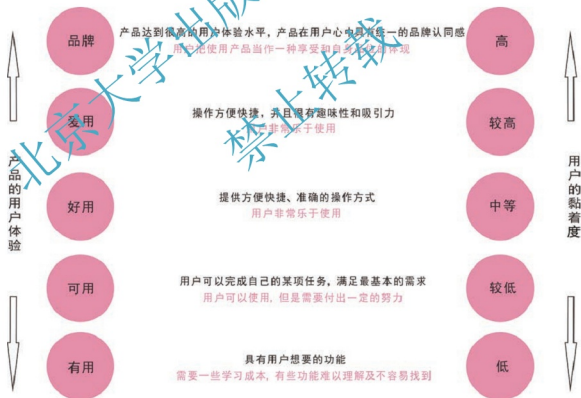 品牌
产品达到很高的用户体验水平，产品在用户心中具有统一的品牌认同感
用户把使用产品当作一种享受和自身的体现
高
爱用
操作方便快捷，并且很有趣味性和吸引力
用户非常乐于使用
较高
好用
提供方便快捷、准确的操作方式
用户非常乐于使用
中等
可用
用户可以完成自己的某项任务，满足最基本的需求
用户可以使用，但是需要付出一定的努力
较低
有用
具有用户想要的功能
需要一些学习成本，有些功能难以理解及不容易找到
低
产品的用户体验
用户的黏着度
北京大学出版
禁止转载